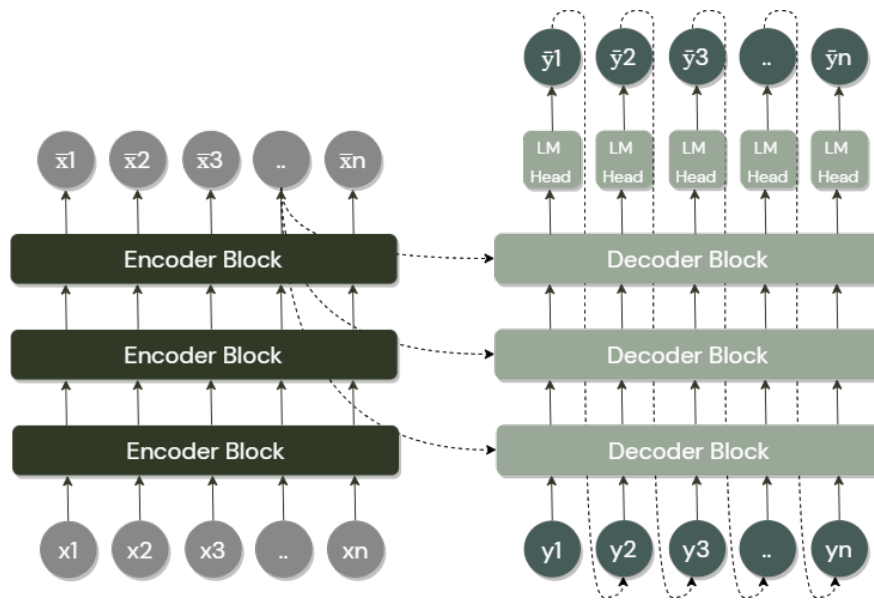 ȳ1 ȳ2 ȳ3 .. ȳn
LM Head LM Head LM Head LM Head LM Head
x̄1 x̄2 x̄3 .. x̄n
Encoder Block Decoder Block
Encoder Block Decoder Block
Encoder Block Decoder Block
x1 x2 x3 .. xn y1 y2 y3 .. yn